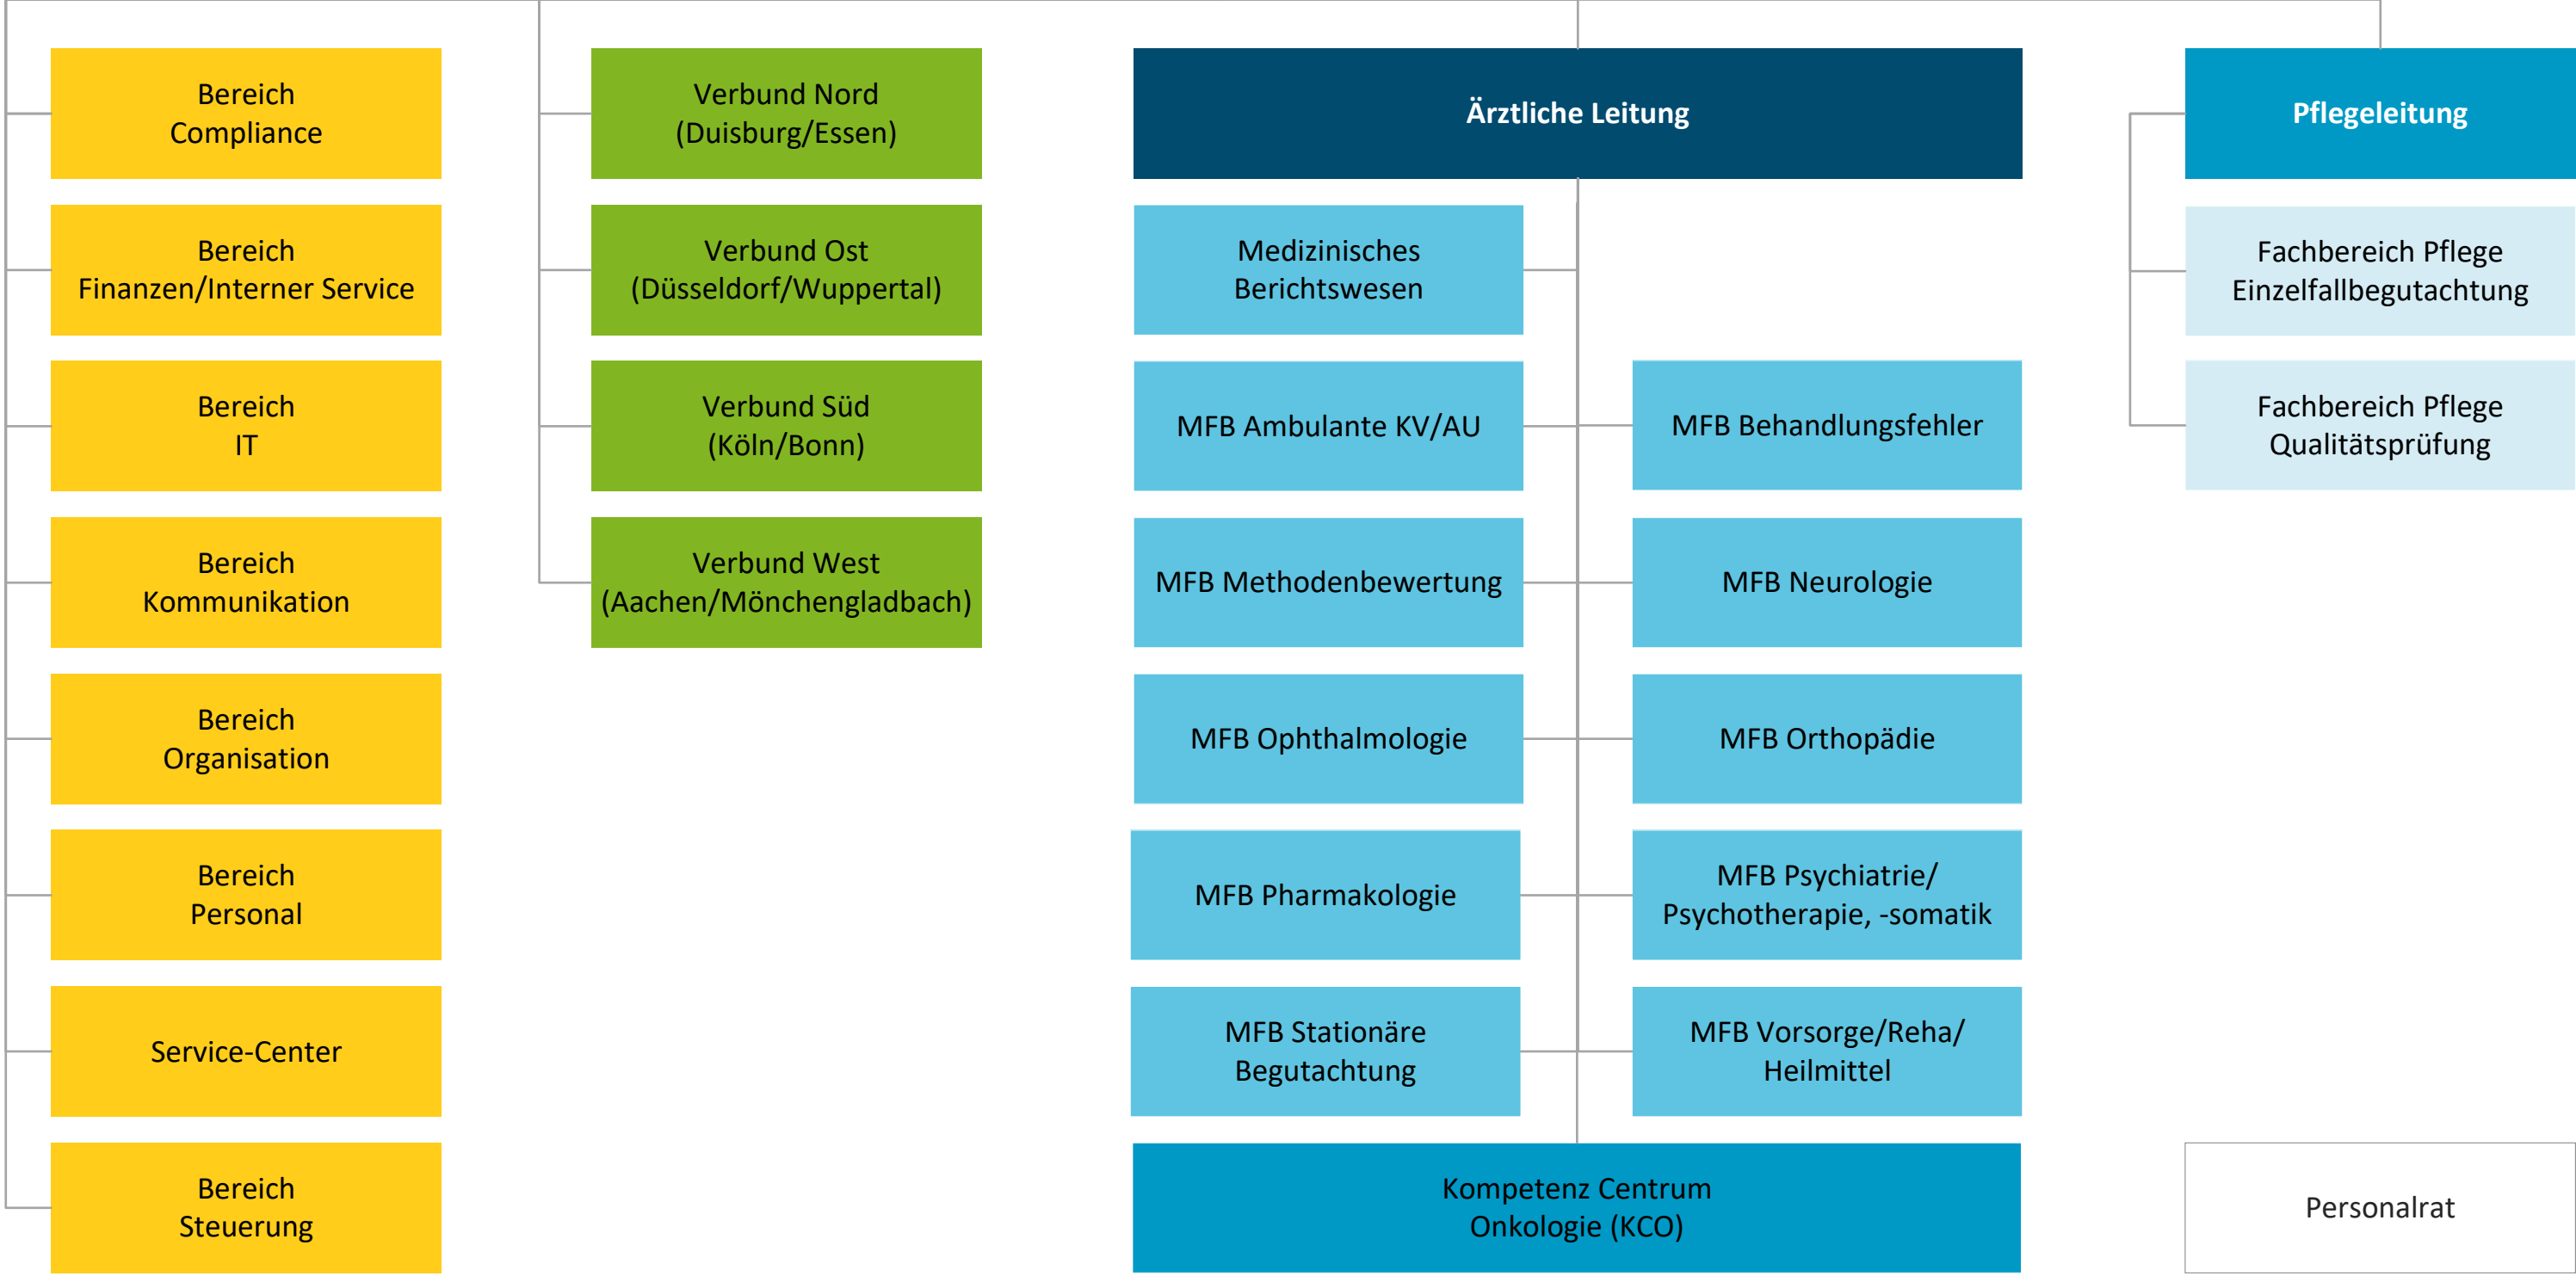 Bereich
Compliance
Bereich
Finanzen/Interner Service
Bereich
IT
Bereich
Kommunikation
Bereich
Organisation
Bereich
Personal
Service-Center
Bereich
Steuerung
Verbund Nord
(Duisburg/Essen)
Verbund Ost
(Düsseldorf/Wuppertal)
Verbund Süd
(Köln/Bonn)
Verbund West
(Aachen/Mönchengladbach)
Ärztliche Leitung
Medizinisches
Berichtswesen
MFB Ambulante KV/AU
MFB Behandlungsfehler
MFB Methodenbewertung
MFB Neurologie
MFB Ophthalmologie
MFB Orthopädie
MFB Pharmakologie
MFB Psychiatrie/
Psychotherapie, -somatik
MFB Stationäre
Begutachtung
MFB Vorsorge/Reha/
Heilmittel
Kompetenz Centrum
Onkologie (KCO)
Pflegeleitung
Fachbereich Pflege
Einzelfallbegutachtung
Fachbereich Pflege
Qualitätsprüfung
Personalrat